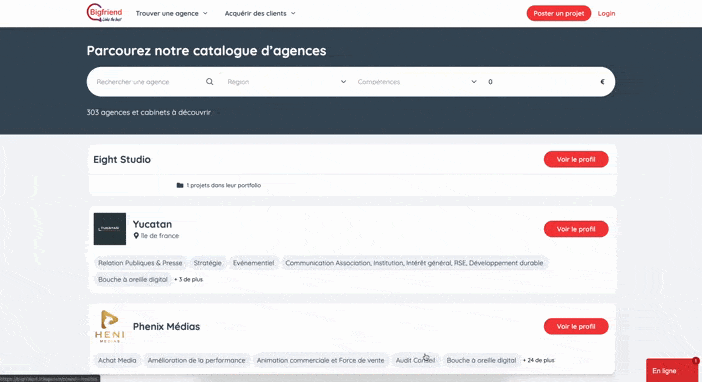 Bigfriend
Trouver une agence
Acquérir des clients
Poster un projet
Login
Parcourez notre catalogue d'agences
Rechercher une agence
Région
Compétences
0
€
303 agences et cabinets à découvrir
Eight Studio
Voir le profil
1 projets dans leur portfolio
YUCATAN
Yucatan
Île de france
Voir le profil
Relation Publiques & Presse
Stratégie
Evénementiel
Communication Association, Institution, Intérêt général, RSE, Développement durable
Bouche à oreille digital
+ 3 de plus
HENI
MEDIAS
Phenix Médias
Voir le profil
Achat Media
Amélioration de la performance
Animation commerciale et Force de vente
Audit Conseil
Bouche à oreille digital
+ 24 de plus
En ligne